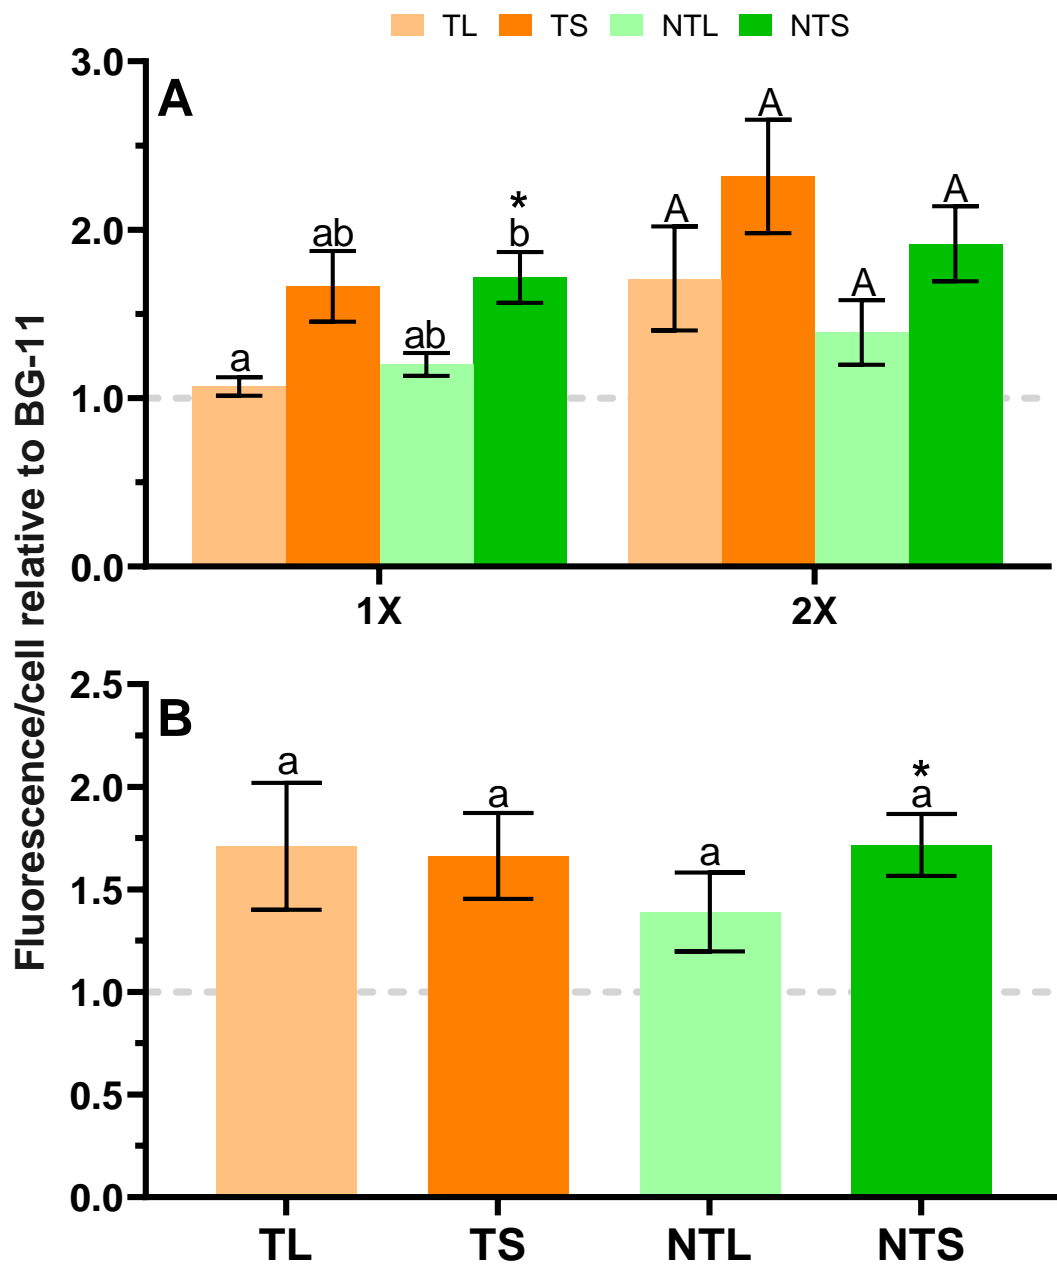 TL TS NTL NTS
Fluorescence/cell relative to BG-11
A
3.0
2.0
1.0
0.0
a
ab
ab
*
b
A
A
A
A
1X 2X
B
2.5
2.0
1.5
1.0
0.5
0.0
a
a
a
*
a
TL TS NTL NTS